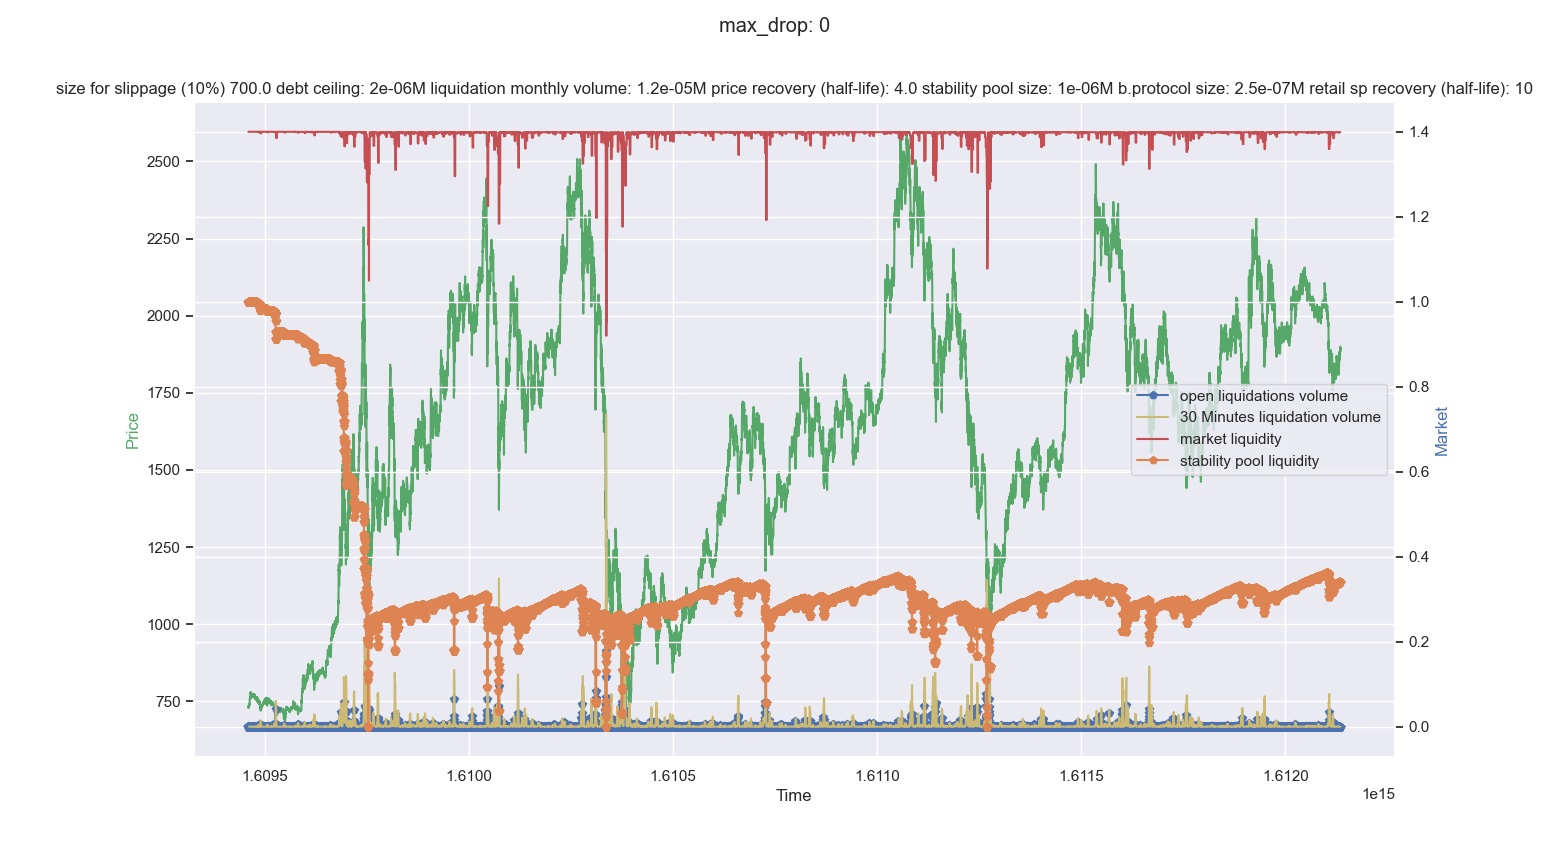 max_drop: 0
size for slippage (10%) 700.0 debt ceiling: 2e-06M liquidation monthly volume: 1.2e-05M price recovery (half-life): 4.0 stability pool size: 1e-06M b.protocol size: 2.5e-07M retail sp recovery (half-life): 10
2500
2250
2000
1750
1500
1250
1000
750
Price
1.4
1.2
1.0
0.8
0.6
0.4
0.2
0.0
Market
open liquidations volume
30 Minutes liquidation volume
market liquidity
stability pool liquidity
1.6095 1.6100 1.6105 1.6110 1.6115 1.6120
1e15
Time